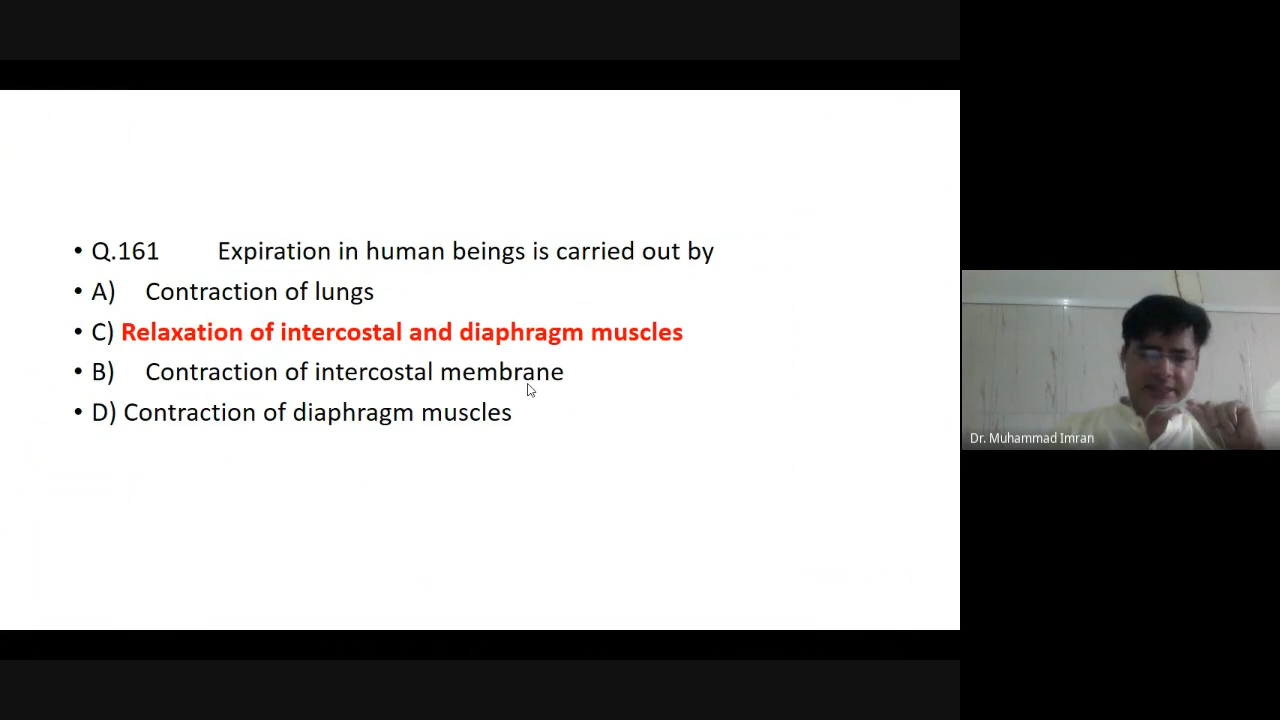 • Q.161 Expiration in human beings is carried out by
• A) Contraction of lungs
• C) Relaxation of intercostal and diaphragm muscles
• B) Contraction of intercostal membrane
• D) Contraction of diaphragm muscles
Dr. Muhammad Imran